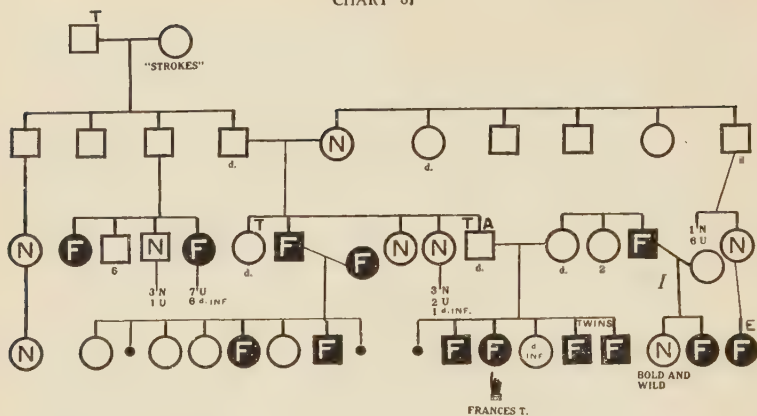 CHART 61
T
"STROKES"
N
d. d. d
T T A 1 N
N F N F F N N F 6 U N
6 d. d. d. 2
F
3 N 7 U 3 N I
1 U 6 d. INF 2 U
1 d. INF.
TWINS E
N F F F F d INF F F N F F
BOLD AND
WILD
FRANCES T.